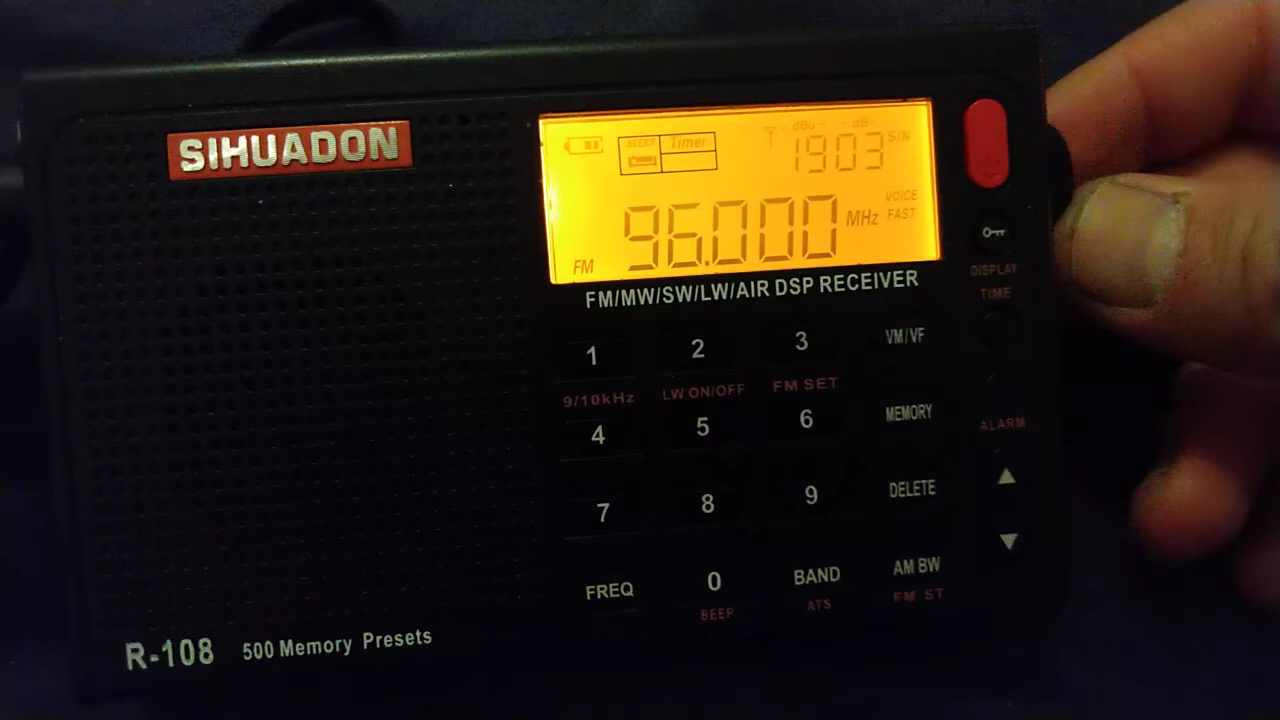 SIHUADON
SLEEP Timer
dBu dB
1903 S/N
96.000 MHz
VOICE
FAST
FM
FM/MW/SW/LW/AIR DSP RECEIVER
DISPLAY
TIME
1 2 3 VM/VF
9/10kHz LW ON/OFF FM SET
4 5 6 MEMORY
ALARM
7 8 9 DELETE
FREQ 0 BAND AM BW
BEEP ATS FM ST
R-108 500 Memory Presets